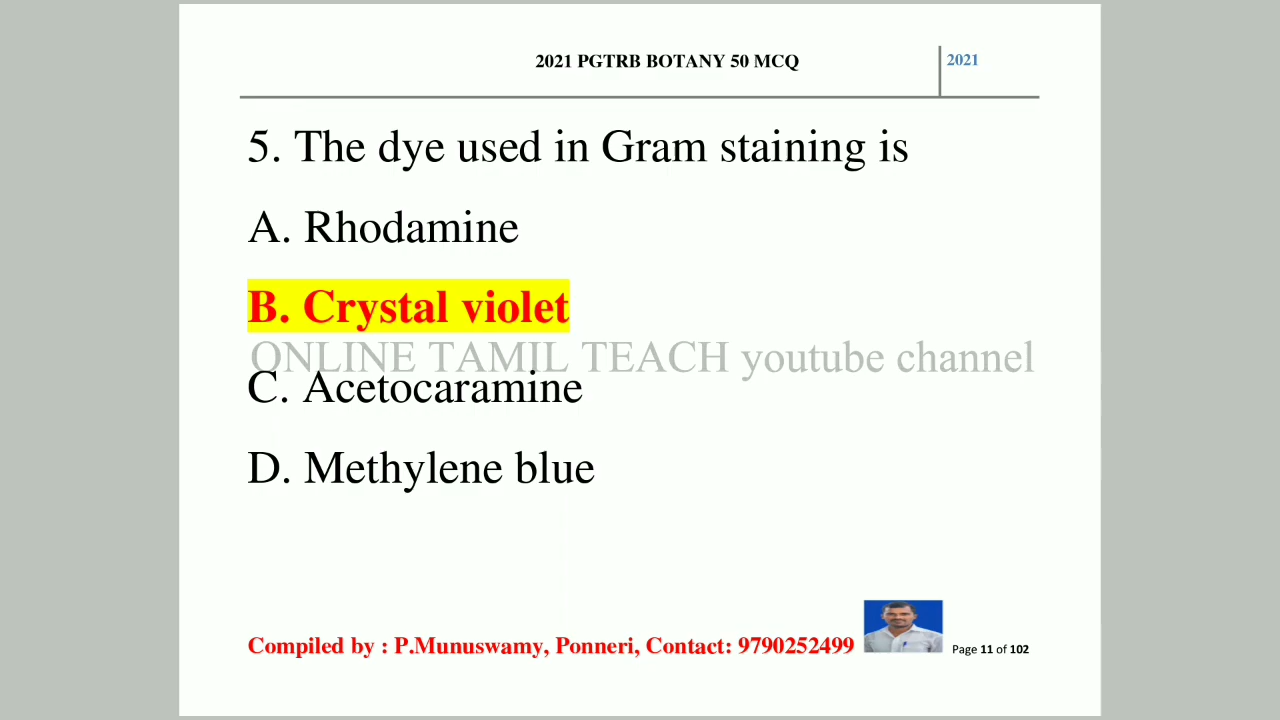 2021 PGTRB BOTANY 50 MCQ 2021
5. The dye used in Gram staining is
A. Rhodamine
B. Crystal violet
ONLINE TAMIL TEACH youtube channel
C. Acetocaramine
D. Methylene blue
Compiled by : P.Munuswamy, Ponneri, Contact: 9790252499 Page 11 of 102